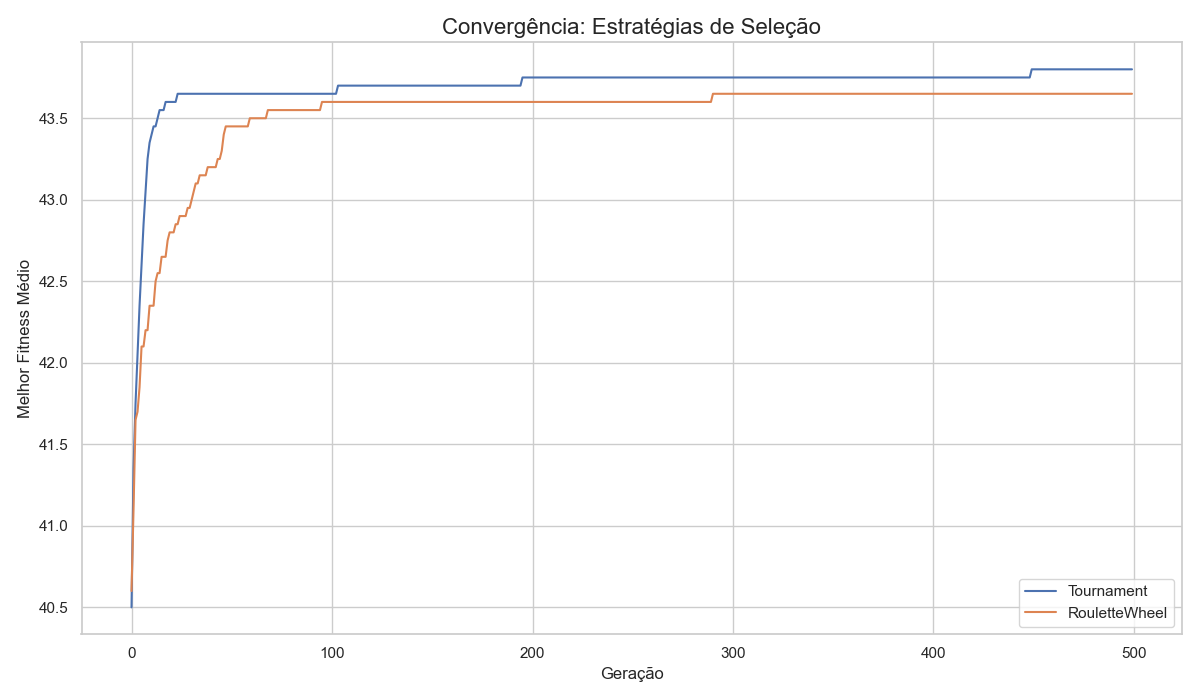 Convergência: Estratégias de Seleção
Melhor Fitness Médio
43.5
43.0
42.5
42.0
41.5
41.0
40.5
0
100
200
300
400
500
Geração
Tournament
RouletteWheel